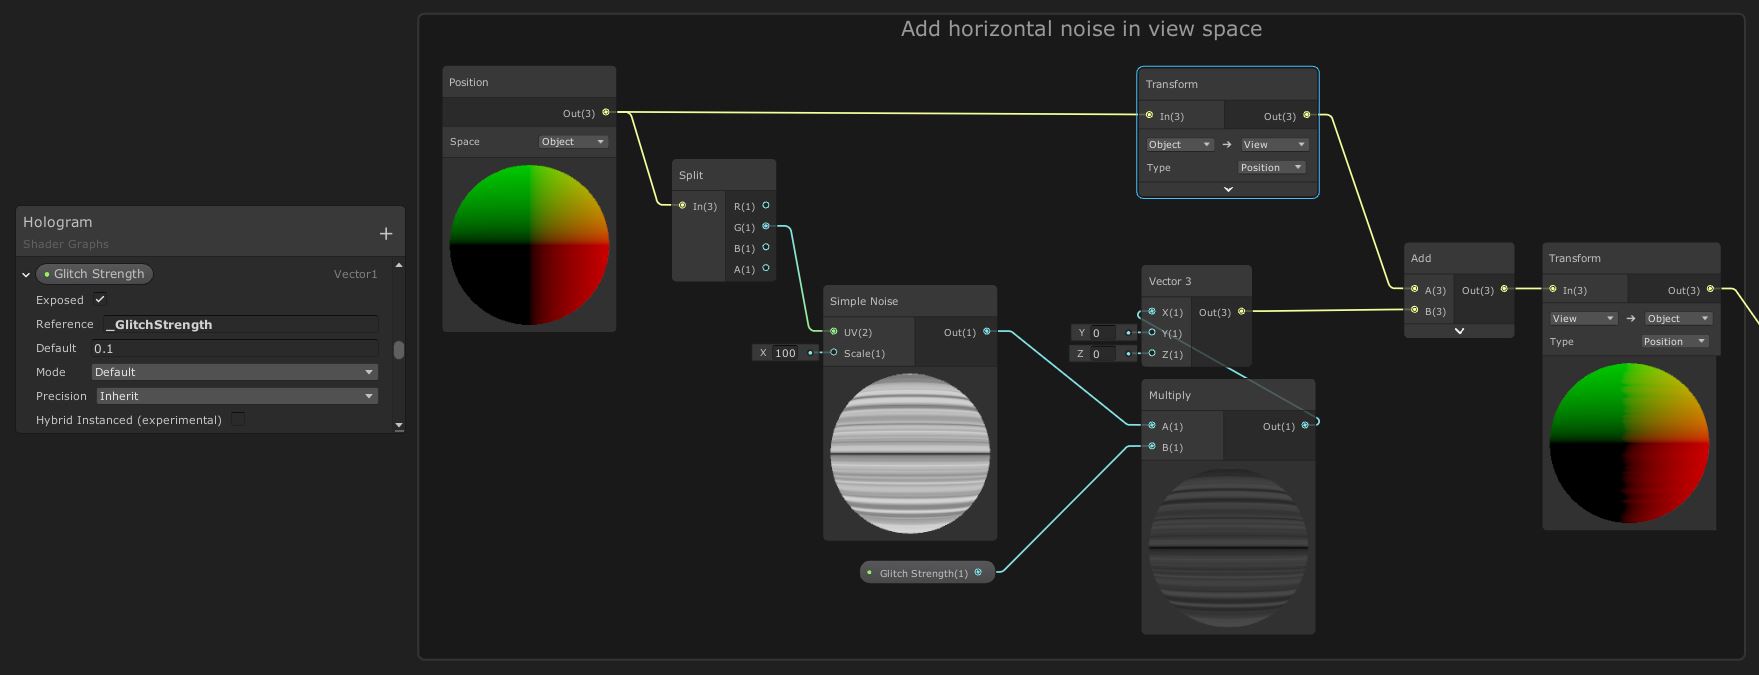 Add horizontal noise in view space
Hologram
Shader Graphs
+
Glitch Strength
Vector1
Exposed
Reference
_GlitchStrength
Default
0.1
Mode
Default
Precision
Inherit
Hybrid Instanced (experimental)
Position
Out(3)
Space
Object
Split
In(3)
R(1)
G(1)
B(1)
A(1)
Simple Noise
UV(2)
Out(1)
X 100
Scale(1)
Glitch Strength(1)
Transform
In(3)
Out(3)
Object
View
Type
Position
Vector 3
X(1)
Out(3)
Y 0
Y(1)
Z 0
Z(1)
Multiply
A(1)
Out(1)
B(1)
Add
A(3)
Out(3)
B(3)
Transform
In(3)
Out(3)
View
Object
Type
Position